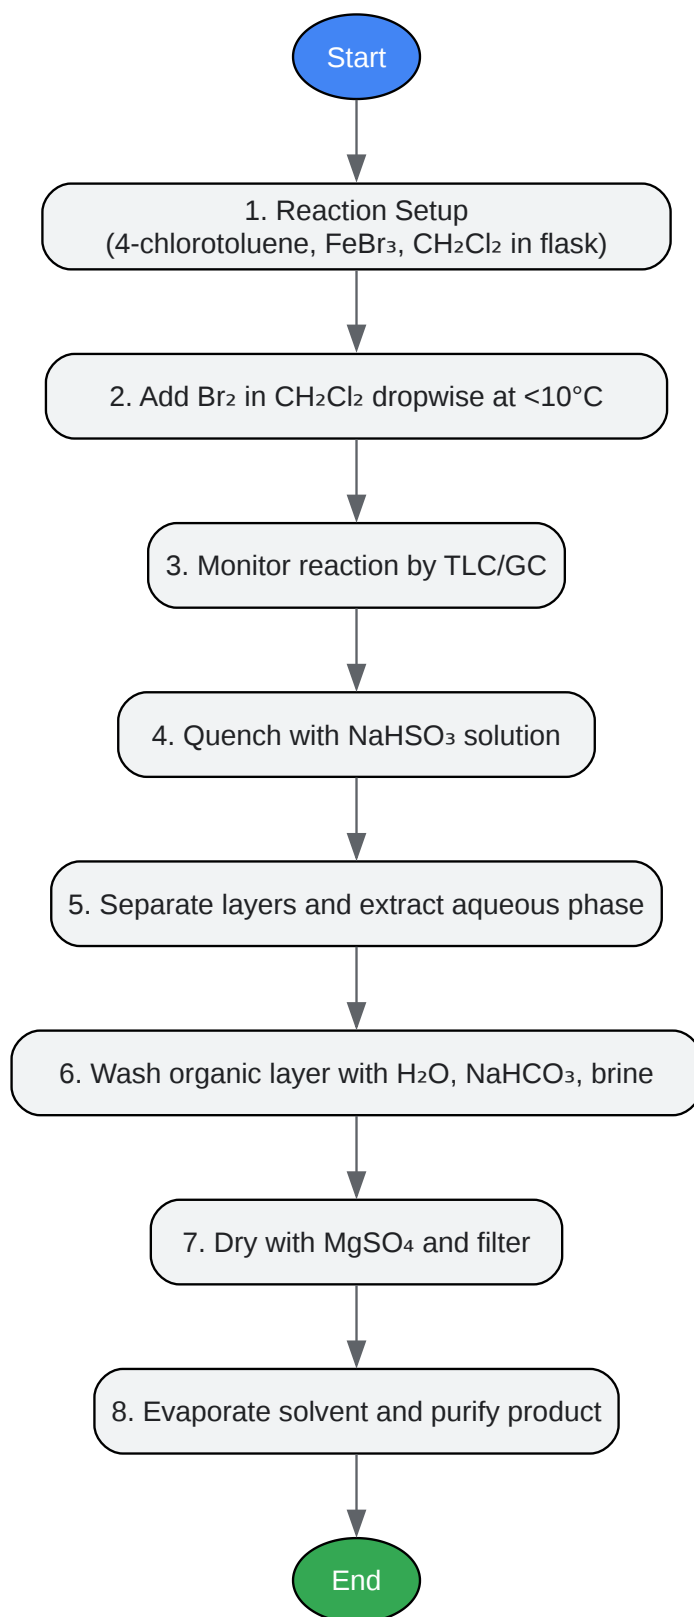 Start
1. Reaction Setup
(4-chlorotoluene, FeBr₃, CH₂Cl₂ in flask)
2. Add Br₂ in CH₂Cl₂ dropwise at <10°C
3. Monitor reaction by TLC/GC
4. Quench with NaHSO₃ solution
5. Separate layers and extract aqueous phase
6. Wash organic layer with H₂O, NaHCO₃, brine
7. Dry with MgSO₄ and filter
8. Evaporate solvent and purify product
End